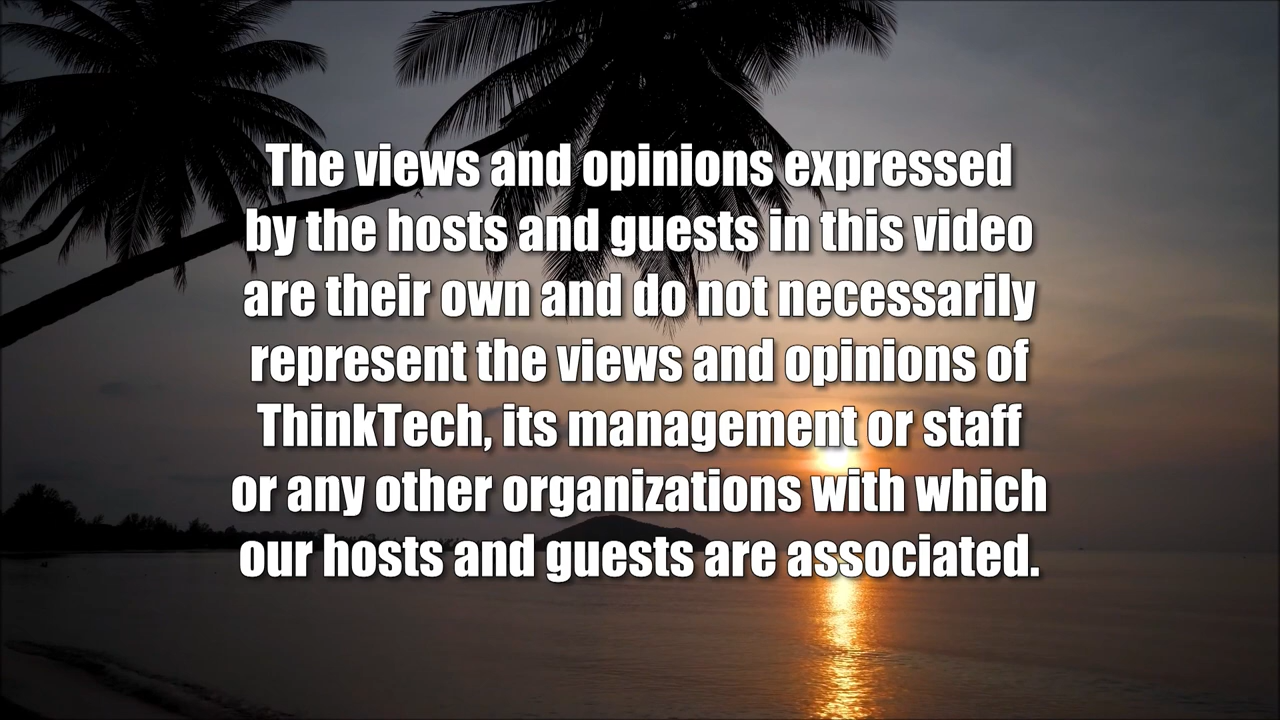 The views and opinions expressed
by the hosts and guests in this video
are their own and do not necessarily
represent the views and opinions of
ThinkTech, its management or staff
or any other organizations with which
our hosts and guests are associated.